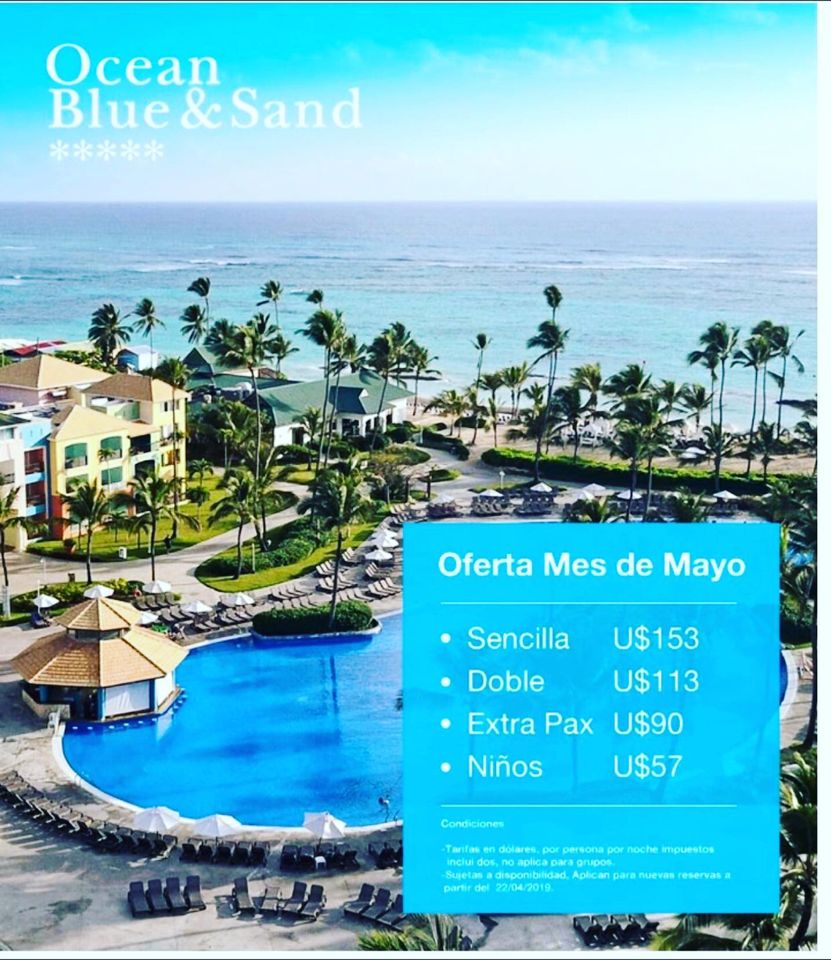 Ocean
Blue & Sand
*****
Oferta Mes de Mayo
• Sencilla U$153
• Doble U$113
• Extra Pax U$90
• Niños U$57
Condiciones
-Tarifas en dólares, por persona por noche impuestos
inclui dos, no aplica para grupos.
-Sujetas a disponibilidad, Aplican para nuevas reservas a
partir del 22/04/2019.